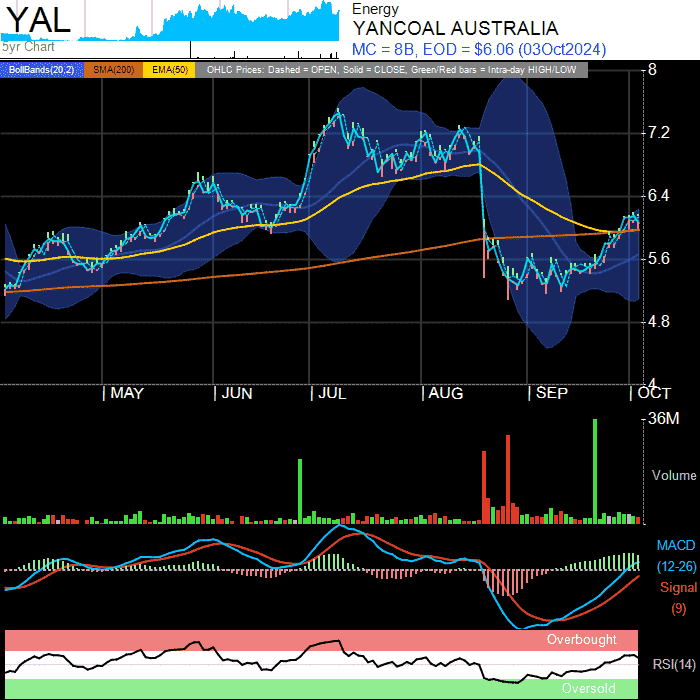 YAL
5yr Chart
Energy
YANCOAL AUSTRALIA
MC = 8B, EOD = $6.06 (03Oct2024)
BollBands(20,2) SMA(200) EMA(50) OHLC Prices: Dashed = OPEN, Solid = CLOSE, Green/Red bars = Intra-day HIGH/LOW
8
7.2
6.4
5.6
4.8
4
MAY JUN JUL AUG SEP OCT
36M
Volume
MACD
(12-26)
Signal
(9)
Overbought
RSI(14)
Oversold